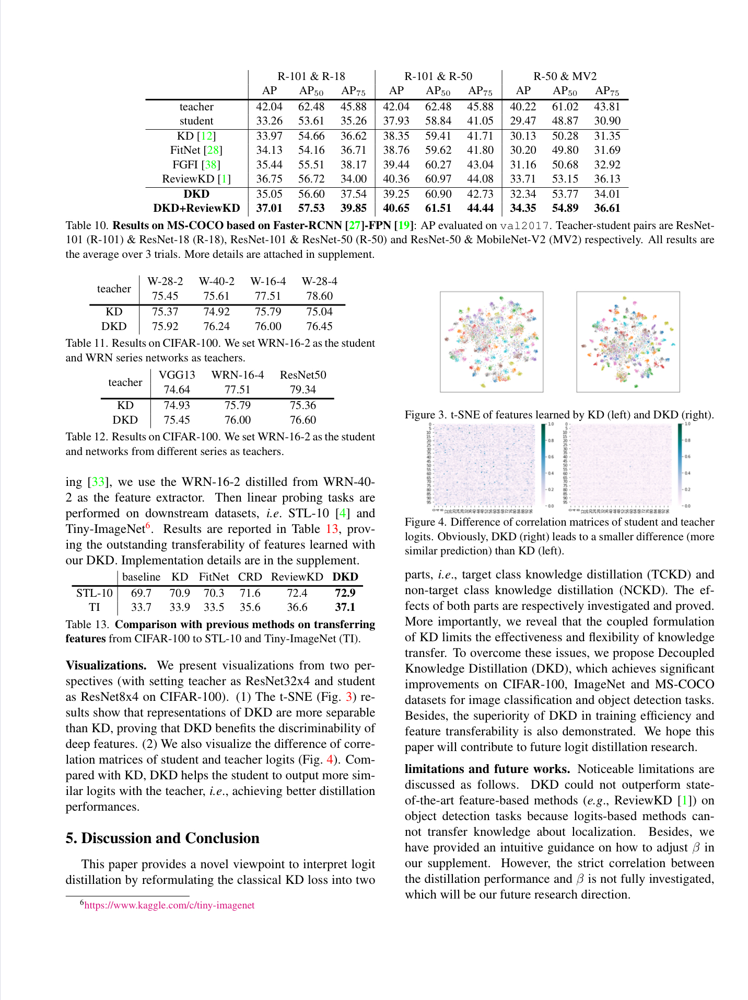 R-101 & R-18 R-101 & R-50 R-50 & MV2
AP AP50 AP75 AP AP50 AP75 AP AP50 AP75
teacher 42.04 62.48 45.88 42.04 62.48 45.88 40.22 61.02 43.81
student 33.26 53.61 35.26 37.93 58.84 41.05 29.47 48.87 30.90
KD [12] 33.97 54.66 36.62 38.35 59.41 41.71 30.13 50.28 31.35
FitNet [28] 34.13 54.16 36.71 38.76 59.62 41.80 30.20 49.80 31.69
FGFI [38] 35.44 55.51 38.17 39.44 60.27 43.04 31.16 50.68 32.92
ReviewKD [1] 36.75 56.72 34.00 40.36 60.97 44.08 33.71 53.15 36.13
DKD 35.05 56.60 37.54 39.25 60.90 42.73 32.34 53.77 34.01
DKD+ReviewKD 37.01 57.53 39.85 40.65 61.51 44.44 34.35 54.89 36.61
Table 10. Results on MS-COCO based on Faster-RCNN [27]-FPN [19]: AP evaluated on val2017. Teacher-student pairs are ResNet-
101 (R-101) & ResNet-18 (R-18), ResNet-101 & ResNet-50 (R-50) and ResNet-50 & MobileNet-V2 (MV2) respectively. All results are
the average over 3 trials. More details are attached in supplement.
teacher W-28-2 W-40-2 W-16-4 W-28-4
75.45 75.61 77.51 78.60
KD 75.37 74.92 75.79 75.04
DKD 75.92 76.24 76.00 76.45
Table 11. Results on CIFAR-100. We set WRN-16-2 as the student
and WRN series networks as teachers.
teacher VGG13 WRN-16-4 ResNet50
74.64 77.51 79.34
KD 74.93 75.79 75.36
DKD 75.45 76.00 76.60
Table 12. Results on CIFAR-100. We set WRN-16-2 as the student
and networks from different series as teachers.
ing [33], we use the WRN-16-2 distilled from WRN-40-
2 as the feature extractor. Then linear probing tasks are
performed on downstream datasets, i.e. STL-10 [4] and
Tiny-ImageNet6. Results are reported in Table 13, prov-
ing the outstanding transferability of features learned with
our DKD. Implementation details are in the supplement.
baseline KD FitNet CRD ReviewKD DKD
STL-10 69.7 70.9 70.3 71.6 72.4 72.9
TI 33.7 33.9 33.5 35.6 36.6 37.1
Table 13. Comparison with previous methods on transferring
features from CIFAR-100 to STL-10 and Tiny-ImageNet (TI).
Visualizations. We present visualizations from two per-
spectives (with setting teacher as ResNet32x4 and student
as ResNet8x4 on CIFAR-100). (1) The t-SNE (Fig. 3) re-
sults show that representations of DKD are more separable
than KD, proving that DKD benefits the discriminability of
deep features. (2) We also visualize the difference of corre-
lation matrices of student and teacher logits (Fig. 4). Com-
pared with KD, DKD helps the student to output more sim-
ilar logits with the teacher, i.e., achieving better distillation
performances.
5. Discussion and Conclusion
This paper provides a novel viewpoint to interpret logit
distillation by reformulating the classical KD loss into two
6https://www.kaggle.com/c/tiny-imagenet
Figure 3. t-SNE of features learned by KD (left) and DKD (right).
0 5 10 15 20 25 30 35 40 45 50 55 60 65 70 75 80 85 90 95
1.0 0.8 0.6 0.4 0.2 0.0
0 5 10 15 20 25 30 35 40 45 50 55 60 65 70 75 80 85 90 95
1.0 0.8 0.6 0.4 0.2 0.0
Figure 4. Difference of correlation matrices of student and teacher
logits. Obviously, DKD (right) leads to a smaller difference (more
similar prediction) than KD (left).
parts, i.e., target class knowledge distillation (TCKD) and
non-target class knowledge distillation (NCKD). The ef-
fects of both parts are respectively investigated and proved.
More importantly, we reveal that the coupled formulation
of KD limits the effectiveness and flexibility of knowledge
transfer. To overcome these issues, we propose Decoupled
Knowledge Distillation (DKD), which achieves significant
improvements on CIFAR-100, ImageNet and MS-COCO
datasets for image classification and object detection tasks.
Besides, the superiority of DKD in training efficiency and
feature transferability is also demonstrated. We hope this
paper will contribute to future logit distillation research.
limitations and future works. Noticeable limitations are
discussed as follows. DKD could not outperform state-
of-the-art feature-based methods (e.g., ReviewKD [1]) on
object detection tasks because logits-based methods can-
not transfer knowledge about localization. Besides, we
have provided an intuitive guidance on how to adjust β in
our supplement. However, the strict correlation between
the distillation performance and β is not fully investigated,
which will be our future research direction.